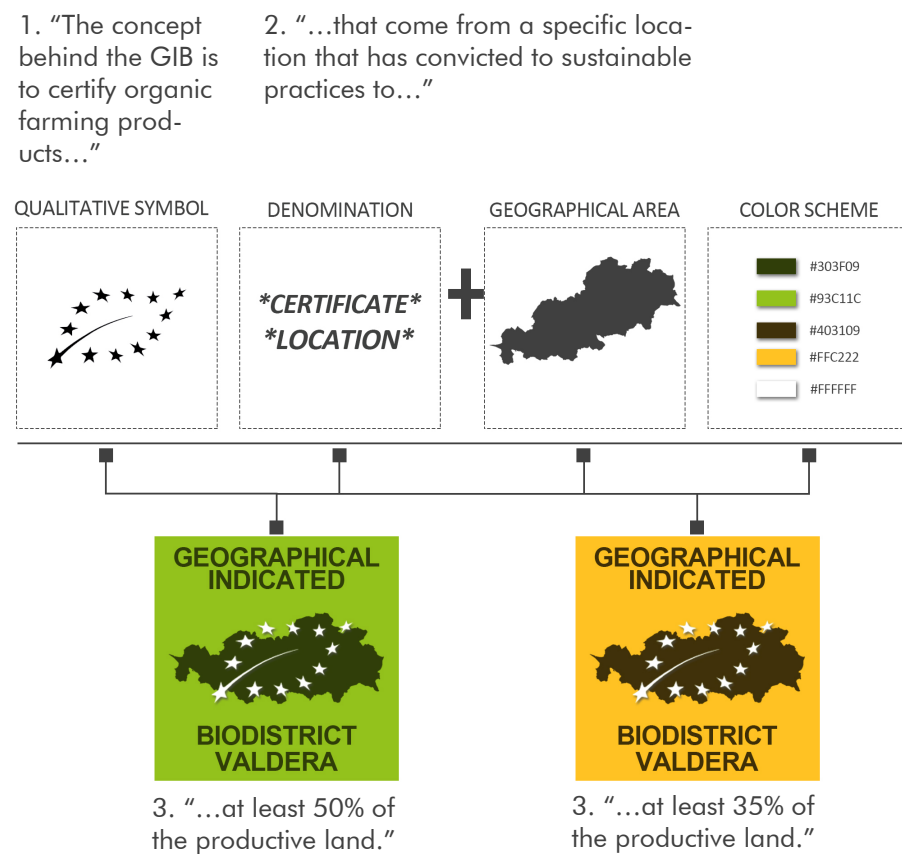 1. “The concept
behind the GIB is
to certify organic
farming prod-
ucts…”
2. “…that come from a specific loca-
tion that has convicted to sustainable
practices to…”
QUALITATIVE SYMBOL
DENOMINATION
GEOGRAPHICAL AREA
COLOR SCHEME
*CERTIFICATE*
*LOCATION*
+
#303F09
#93C11C
#403109
#FFC222
#FFFFFF
GEOGRAPHICAL
INDICATED
BIODISTRICT
VALDERA
GEOGRAPHICAL
INDICATED
BIODISTRICT
VALDERA
3. “…at least 50% of
the productive land.”
3. “…at least 35% of
the productive land.”